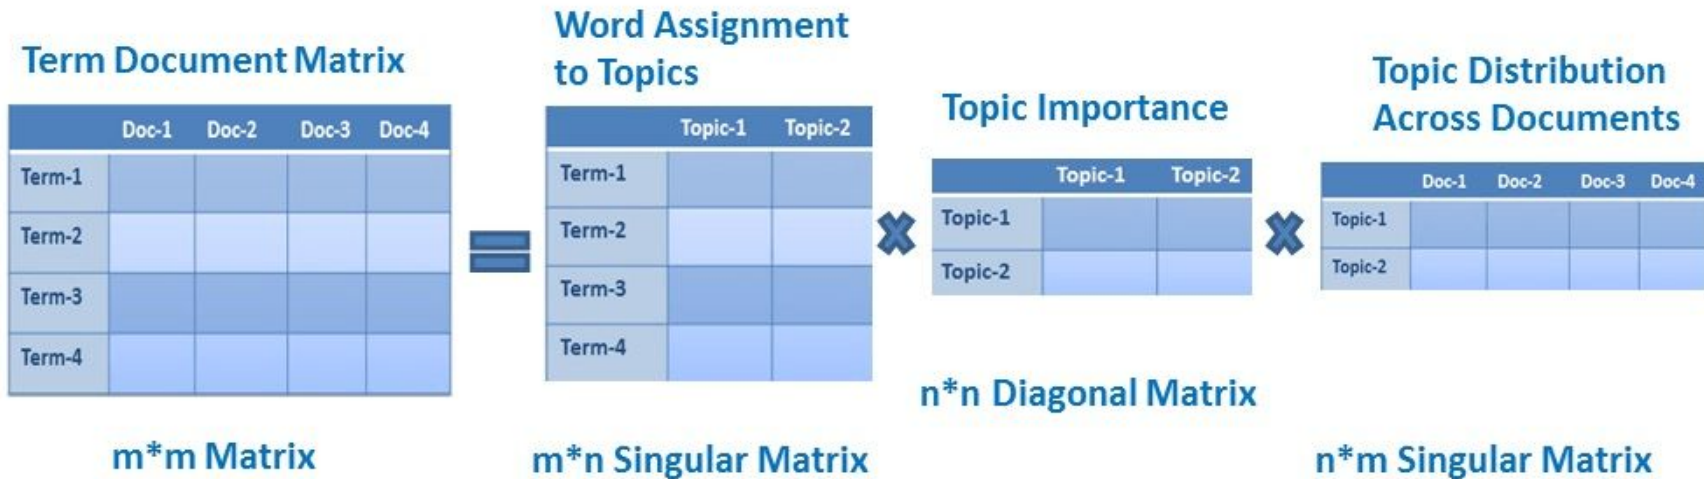 Term Document Matrix
Doc-1 Doc-2 Doc-3 Doc-4
Term-1
Term-2
Term-3
Term-4
m*m Matrix
Word Assignment
to Topics
Topic-1 Topic-2
Term-1
Term-2
Term-3
Term-4
m*n Singular Matrix
Topic Importance
Topic-1 Topic-2
Topic-1
Topic-2
n*n Diagonal Matrix
Topic Distribution
Across Documents
Doc-1 Doc-2 Doc-3 Doc-4
Topic-1
Topic-2
n*m Singular Matrix